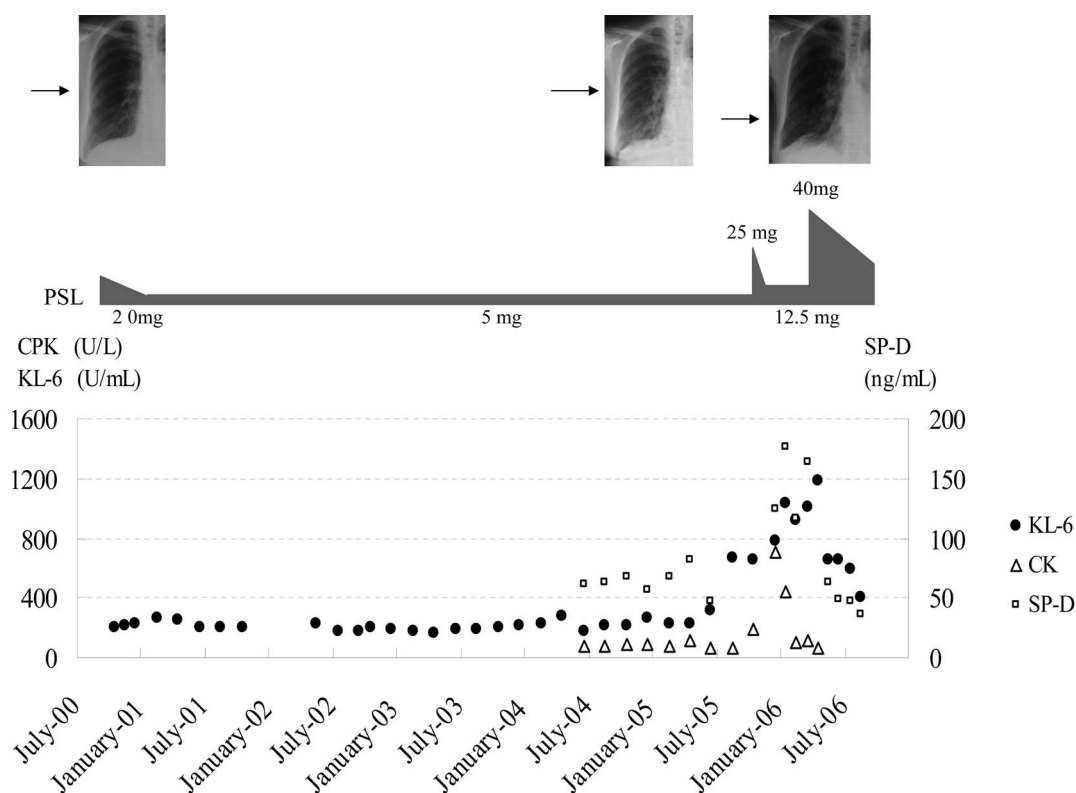 40mg
25 mg
PSL
2 0mg
5 mg
12.5 mg
CPK (U/L)
KL-6 (U/mL)
SP-D
(ng/mL)
1600
1200
800
400
0
200
150
100
50
0
KL-6
CK
SP-D
July-00
January-01
July-01
January-02
July-02
January-03
July-03
January-04
July-04
January-05
July-05
January-06
July-06